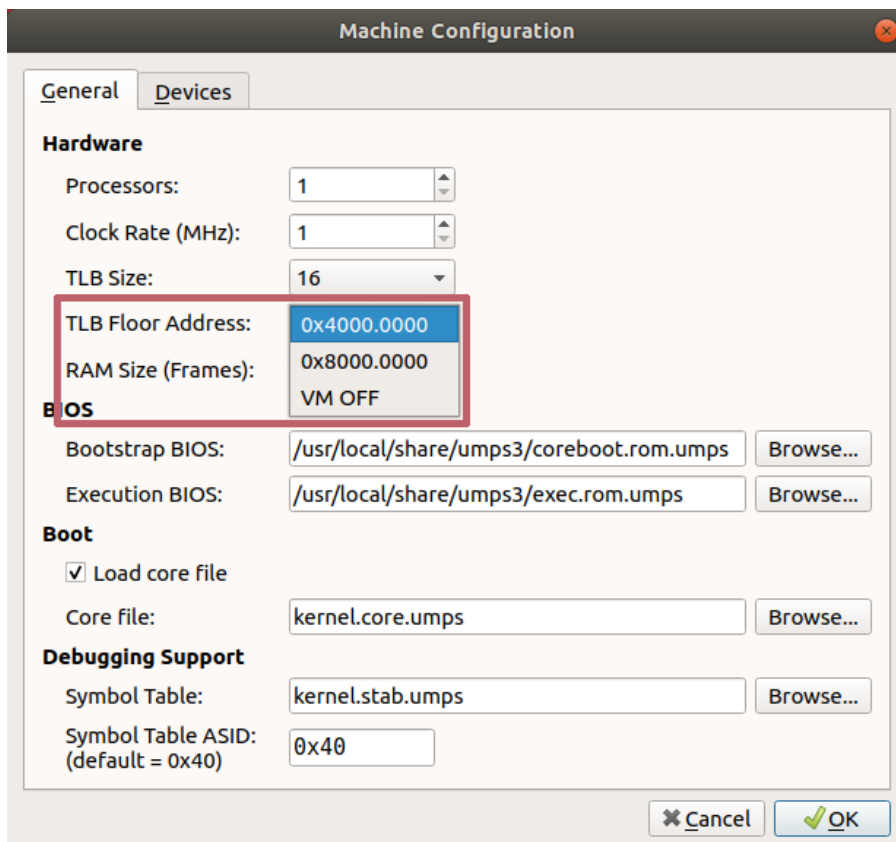 Machine Configuration
General Devices
Hardware
Processors: 1
Clock Rate (MHz): 1
TLB Size: 16
TLB Floor Address: 0x4000.0000
0x8000.0000
RAM Size (Frames):
VM OFF
BIOS
Bootstrap BIOS: /usr/local/share/umps3/coreboot.rom.umps Browse...
Execution BIOS: /usr/local/share/umps3/exec.rom.umps Browse...
Boot
Load core file
Core file: kernel.core.umps Browse...
Debugging Support
Symbol Table: kernel.stab.umps Browse...
Symbol Table ASID:
(default = 0x40) 0x40
Cancel OK